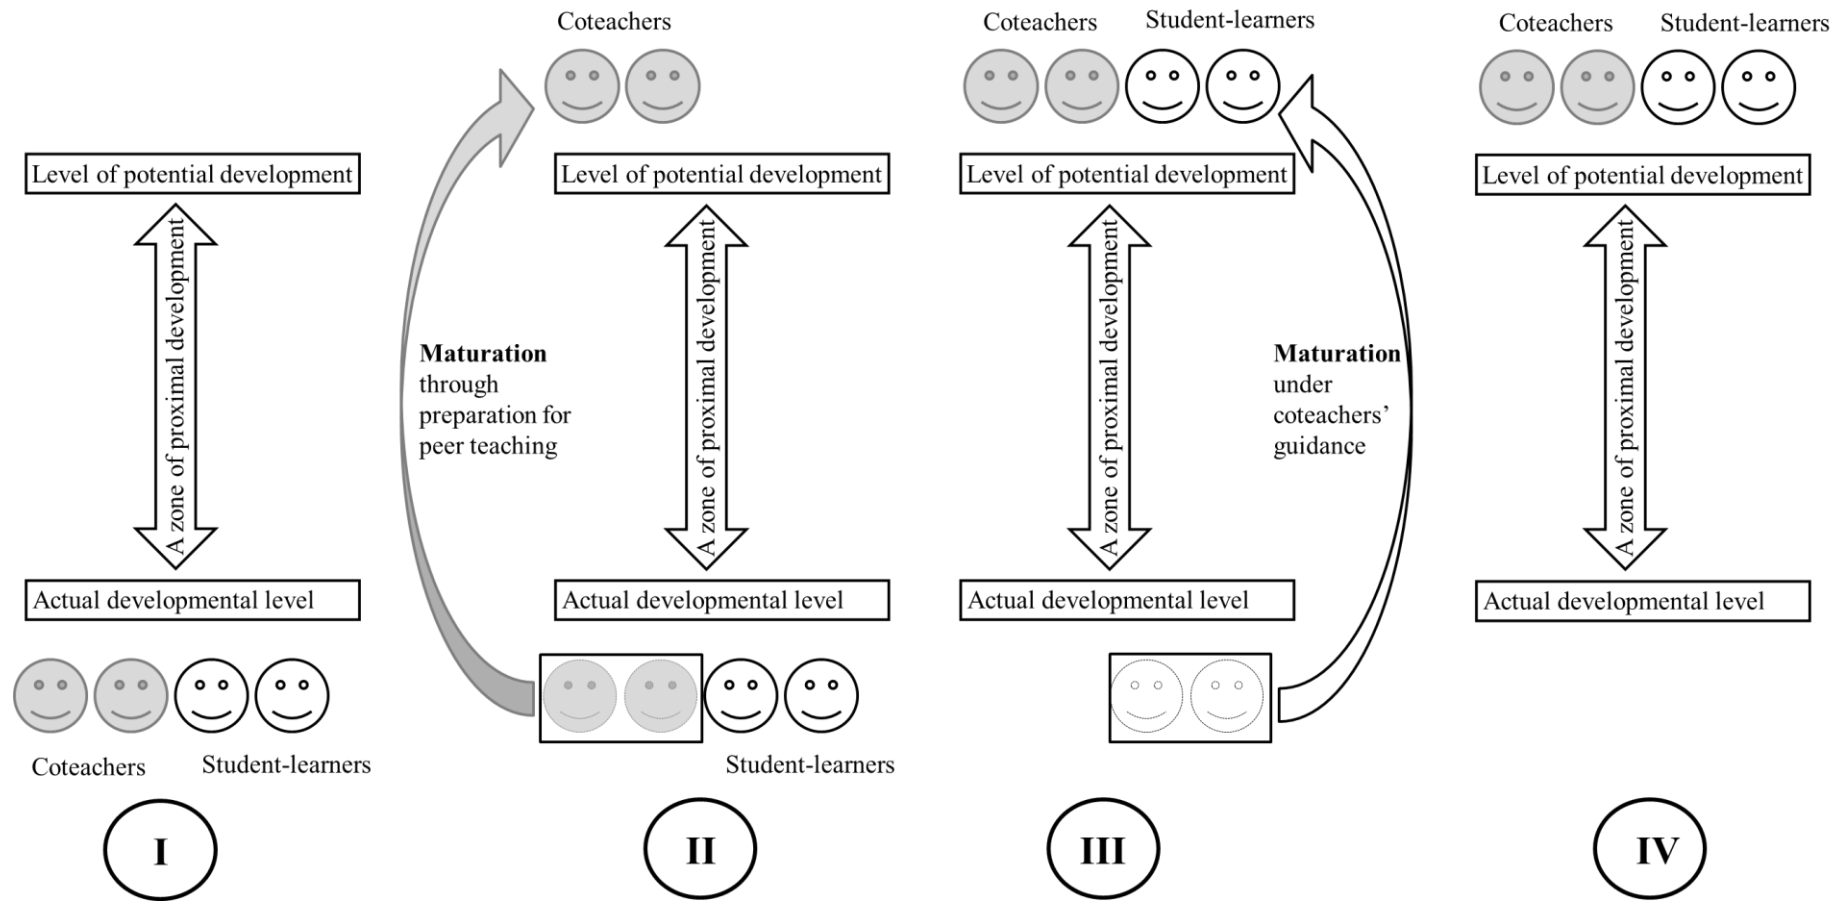 Coteachers
Coteachers
Student-learners
Coteachers
Student-learners
Level of potential development
Level of potential development
Level of potential development
Level of potential development
A zone of proximal development
A zone of proximal development
A zone of proximal development
A zone of proximal development
Maturation
through
preparation for
peer teaching
Maturation
under
coteachers’
guidance
Actual developmental level
Actual developmental level
Actual developmental level
Actual developmental level
Coteachers
Student-learners
Student-learners
I
II
III
IV